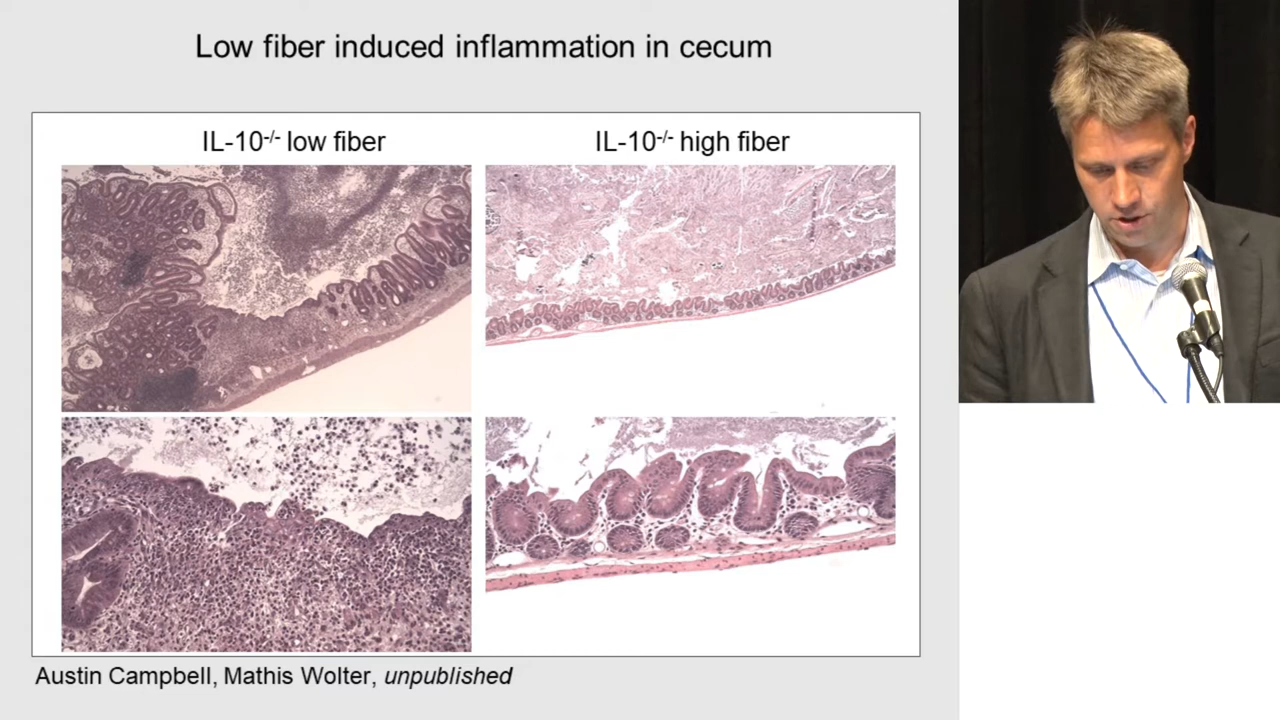 Low fiber induced inflammation in cecum
IL-10-/- low fiber
IL-10-/- high fiber
Austin Campbell, Mathis Wolter, unpublished